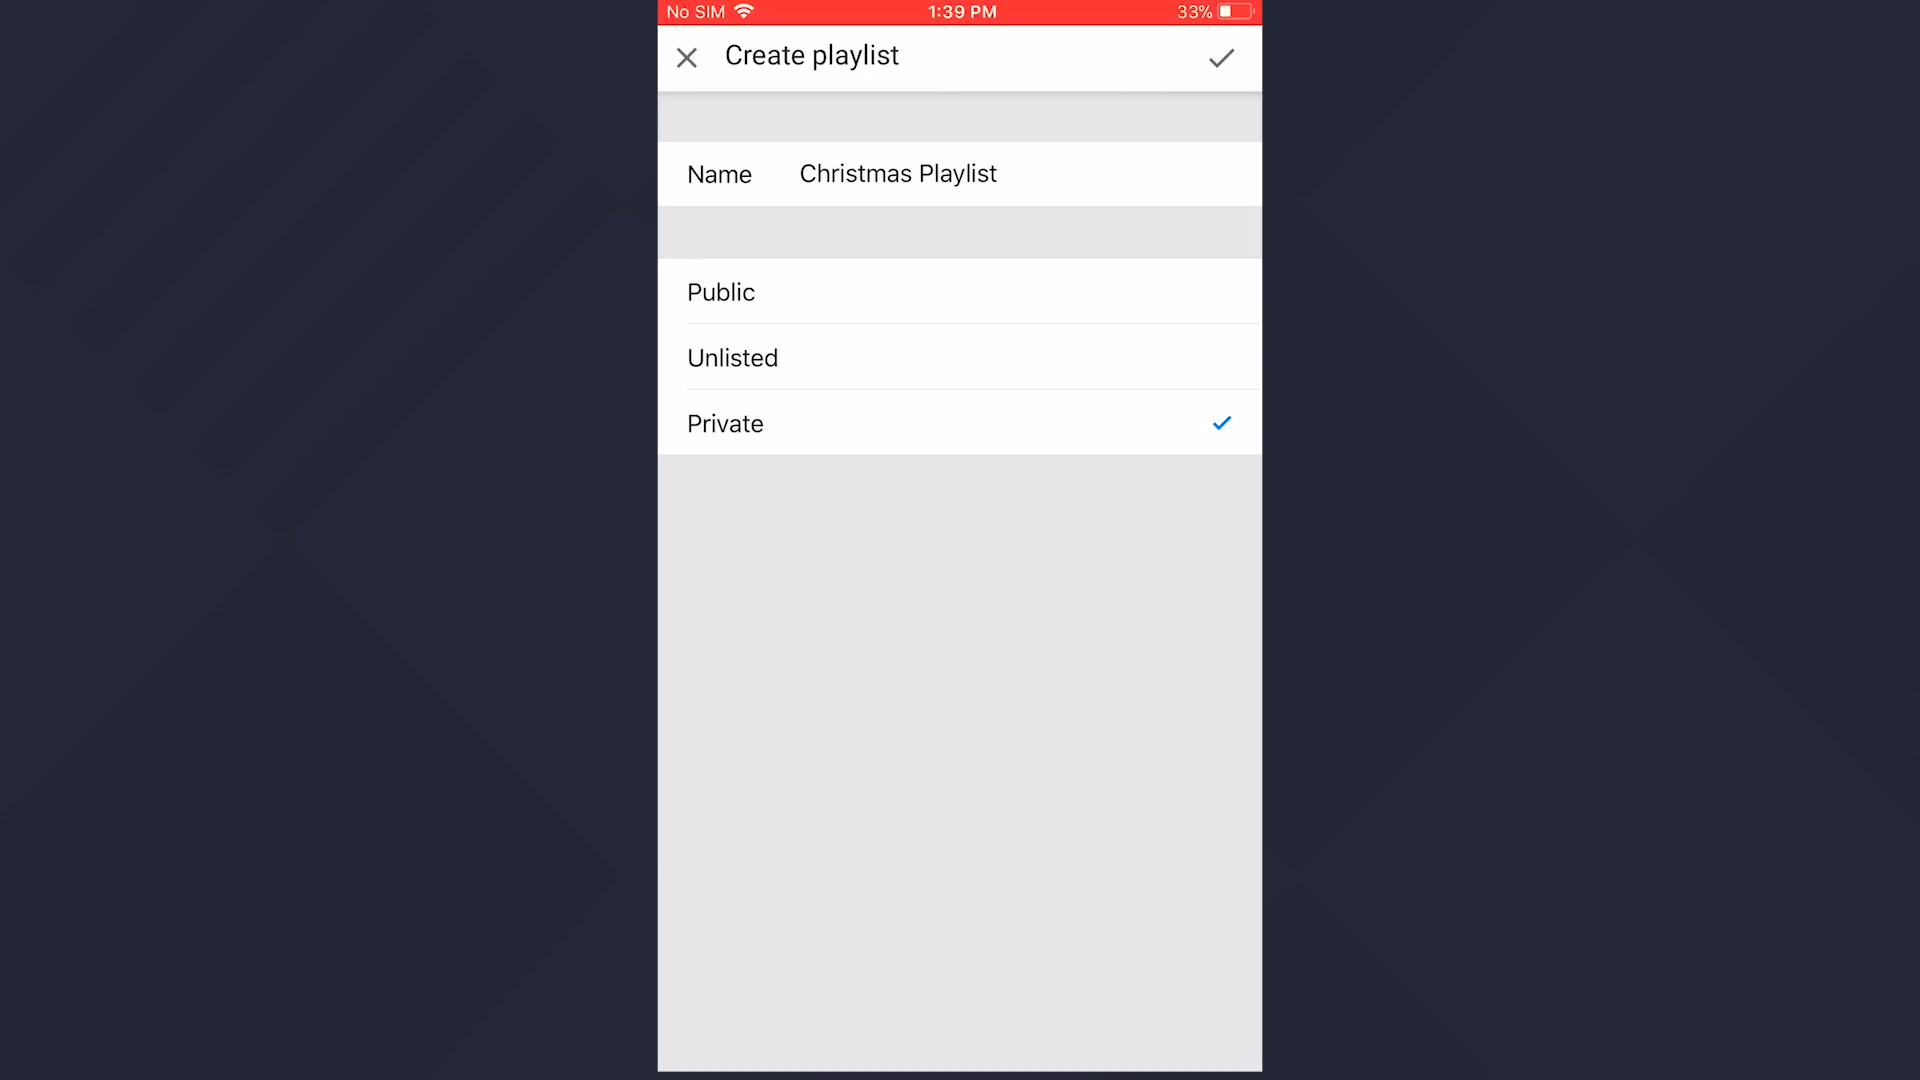 No SIM 1:39 PM 33%
Create playlist
Name Christmas Playlist
Public
Unlisted
Private